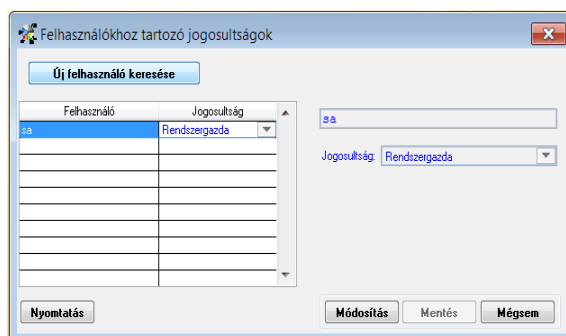 Felhasználókhoz tartozó jogosultságok
Új felhasználó keresése
Felhasználó Jogosultság
sa Rendszergazda
sa
Jogosultság: Rendszergazda
Nyomtatás Módosítás Mentés Mégsem